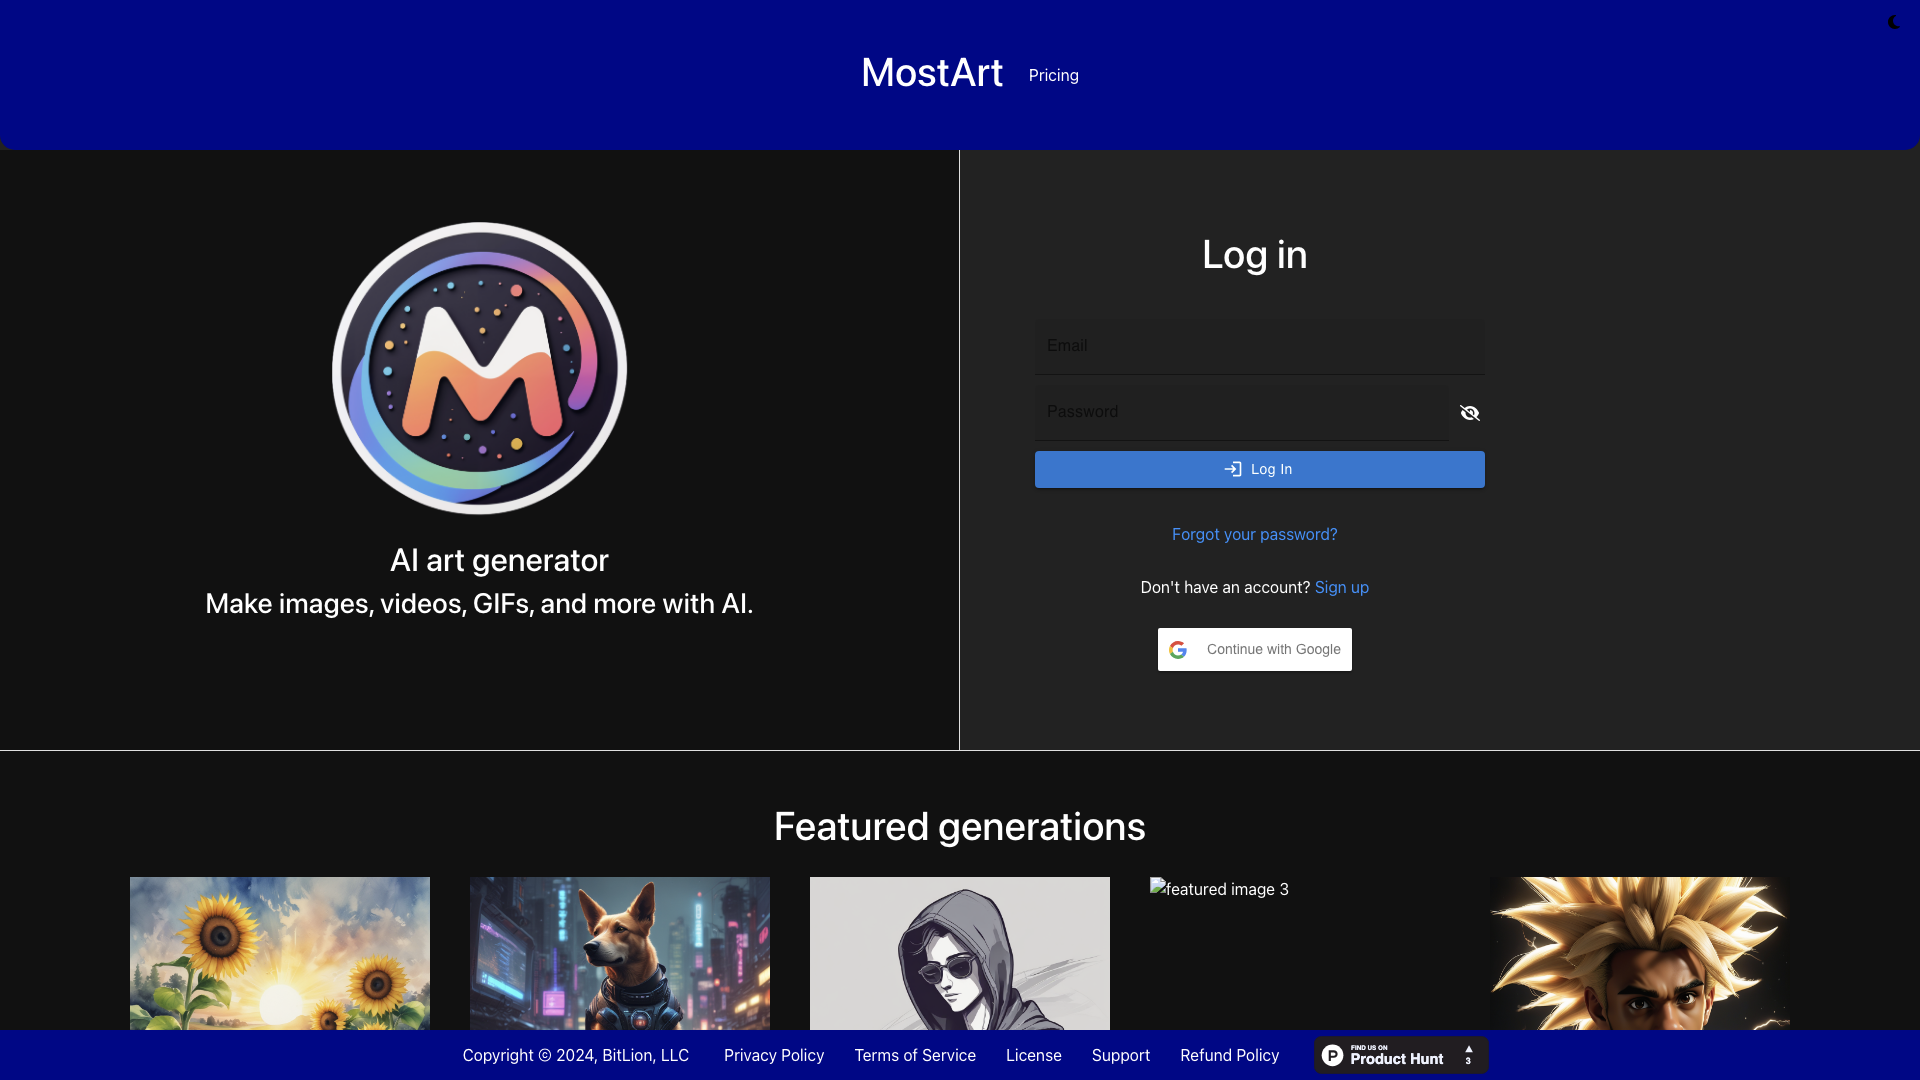 MostArt
Pricing
AI art generator
Make images, videos, GIFs, and more with AI.
Log in
Email
Password
Log In
Forgot your password?
Don't have an account? Sign up
Continue with Google
Featured generations
featured image 3
Copyright © 2024, BitLion, LLC
Privacy Policy
Terms of Service
License
Support
Refund Policy
FIND US ON
Product Hunt
▲
3